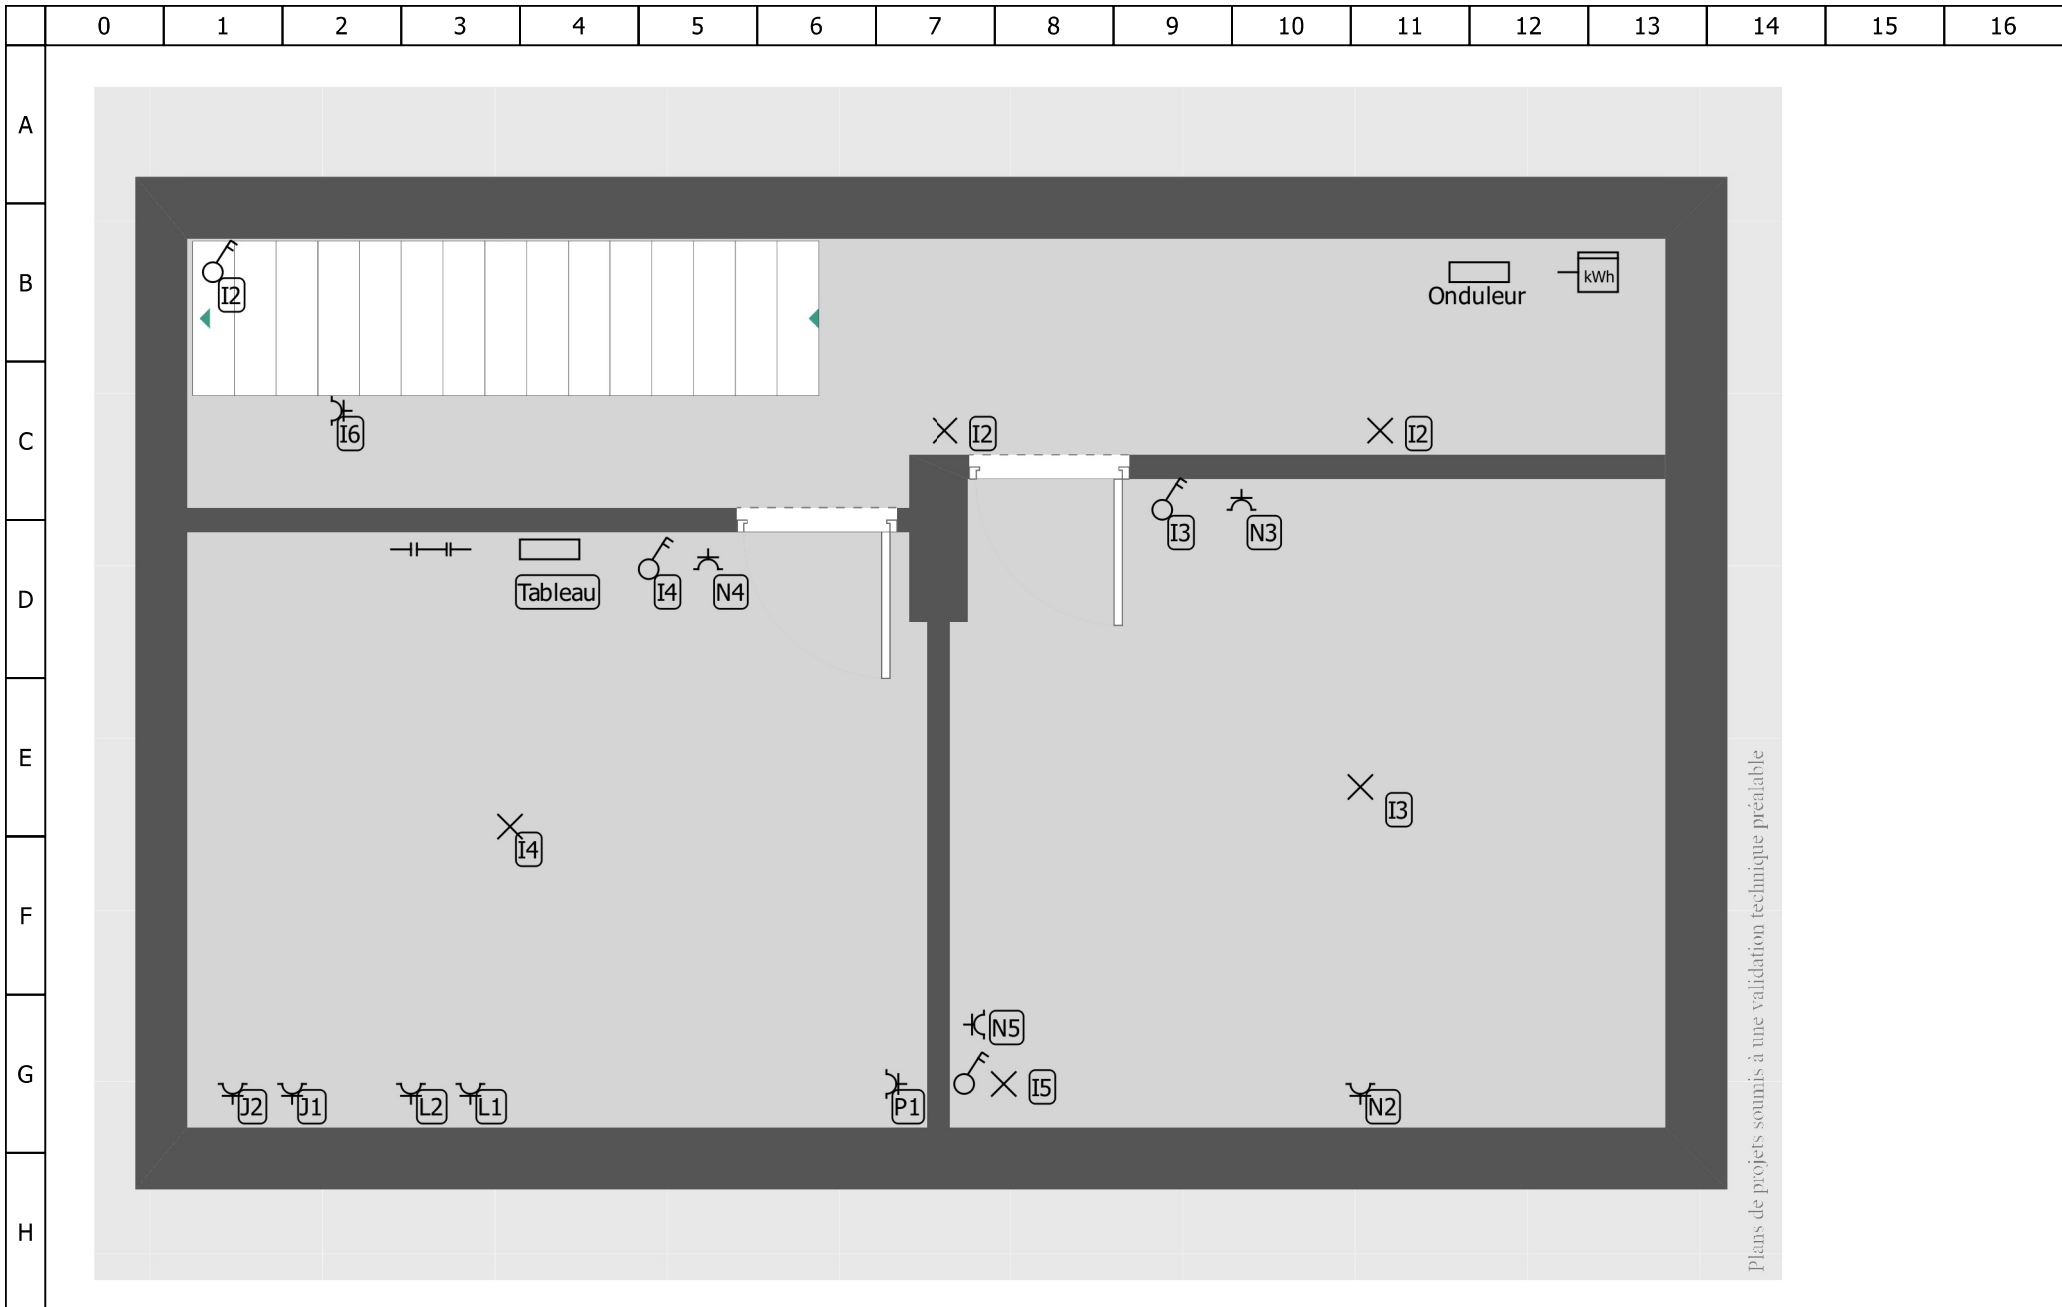 0 1 2 3 4 5 6 7 8 9 10 11 12 13 14 15 16
A
B
I2
Onduleur
kWh
C
I6
I2
I2
I3
N3
D
Tableau
I4
N4
E
I3
I4
F
N5
G
J2
J1
L2
L1
P1
I5
N2
H
Plans de projets soumis à une validation technique préalable